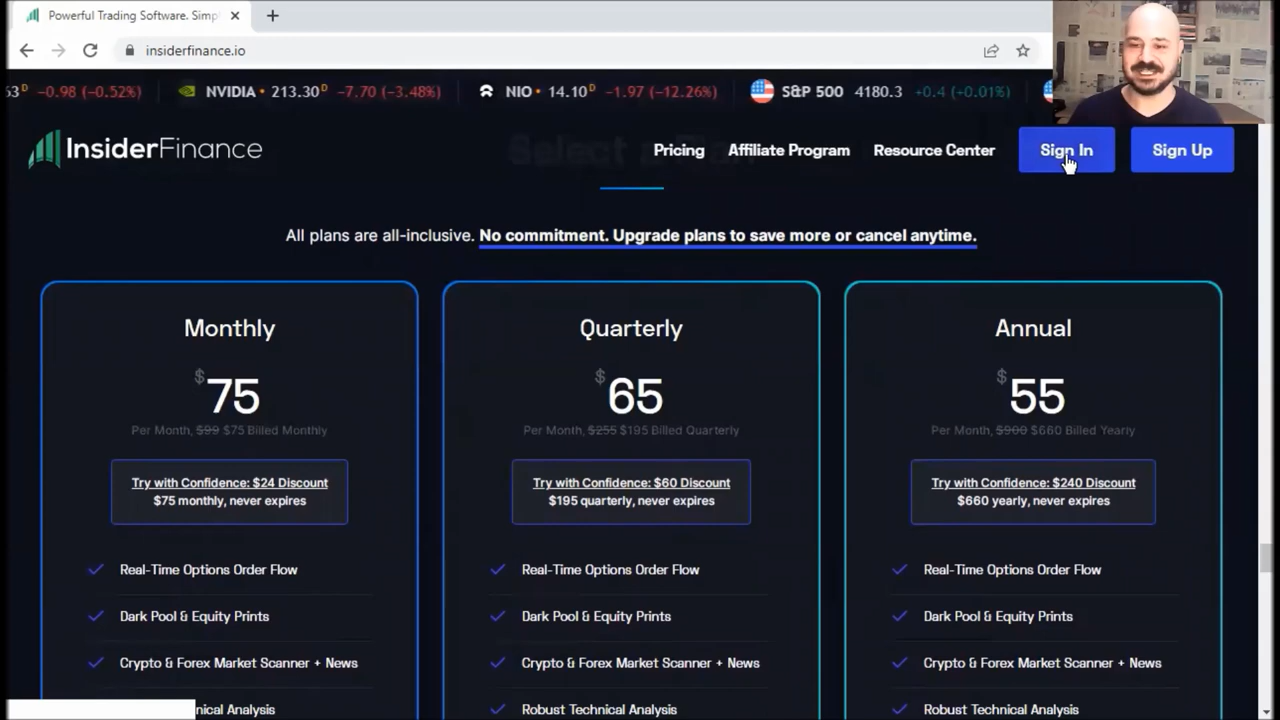 Powerful Trading Software. Simp
insiderfinance.io
63 D −0.98 (−0.52%) NVIDIA • 213.30 D −7.70 (−3.48%) NIO • 14.10 D −1.97 (−12.26%) S&P 500 4180.3 +0.4 (+0.01%)
InsiderFinance Pricing Affiliate Program Resource Center Sign In Sign Up
All plans are all-inclusive. No commitment. Upgrade plans to save more or cancel anytime.
Monthly
$75
Per Month, $99 $75 Billed Monthly
Try with Confidence: $24 Discount
$75 monthly, never expires
Real-Time Options Order Flow
Dark Pool & Equity Prints
Crypto & Forex Market Scanner + News
nical Analysis
Quarterly
$65
Per Month, $255 $195 Billed Quarterly
Try with Confidence: $60 Discount
$195 quarterly, never expires
Real-Time Options Order Flow
Dark Pool & Equity Prints
Crypto & Forex Market Scanner + News
Robust Technical Analysis
Annual
$55
Per Month, $900 $660 Billed Yearly
Try with Confidence: $240 Discount
$660 yearly, never expires
Real-Time Options Order Flow
Dark Pool & Equity Prints
Crypto & Forex Market Scanner + News
Robust Technical Analysis